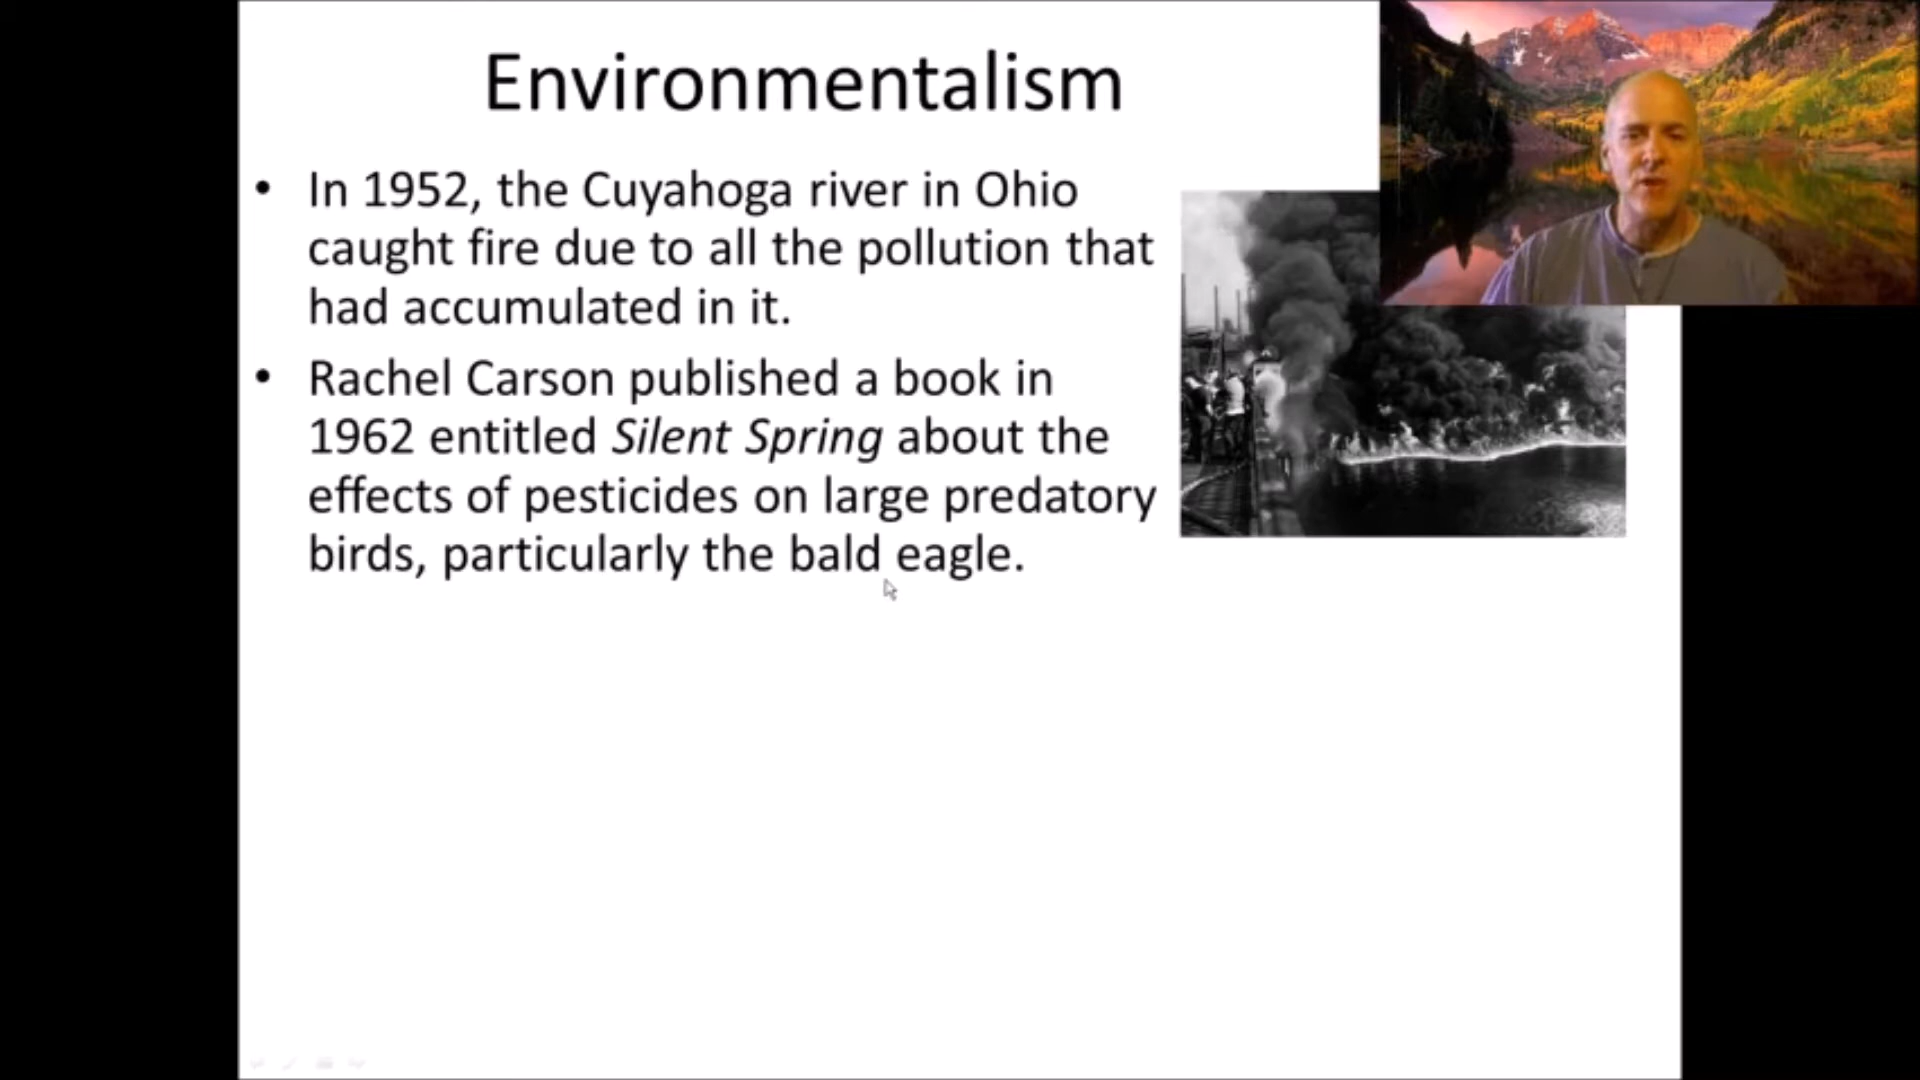 Environmentalism
• In 1952, the Cuyahoga river in Ohio
caught fire due to all the pollution that
had accumulated in it.
• Rachel Carson published a book in
1962 entitled Silent Spring about the
effects of pesticides on large predatory
birds, particularly the bald eagle.